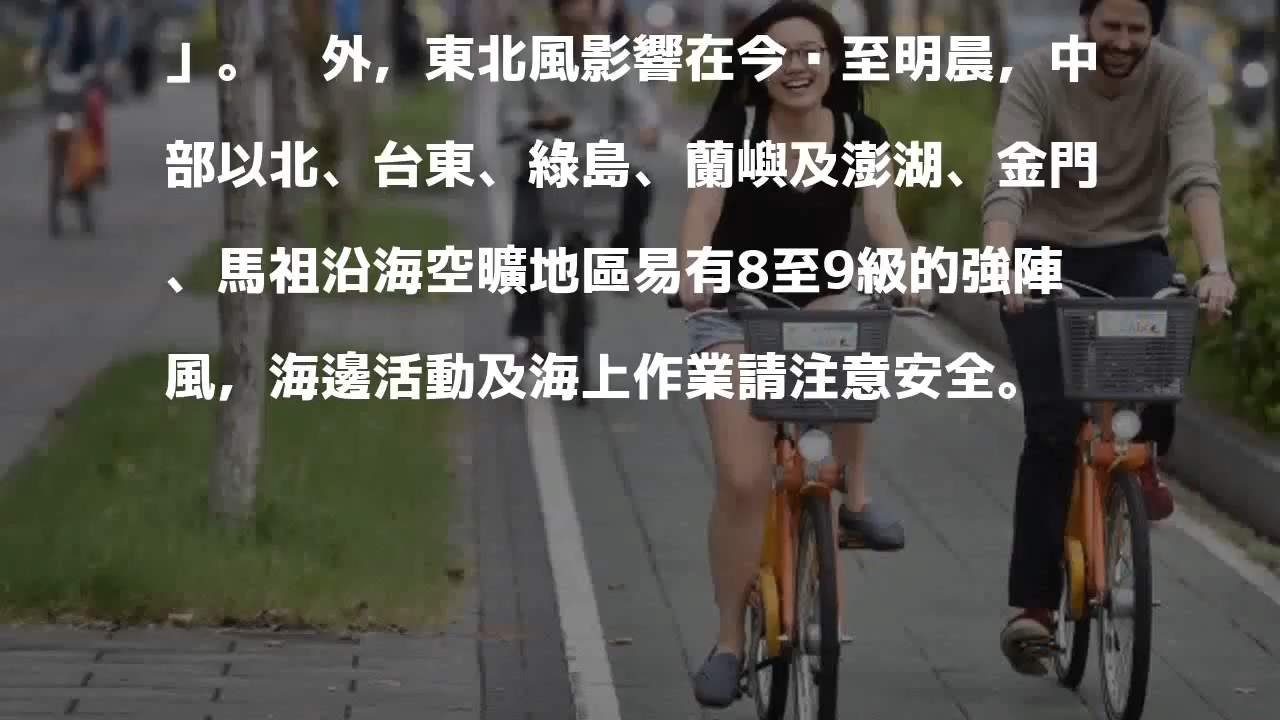 」。　外，東北風影響在今·至明晨，中
部以北、台東、綠島、蘭嶼及澎湖、金門
、馬祖沿海空曠地區易有8至9級的強陣
風，海邊活動及海上作業請注意安全。